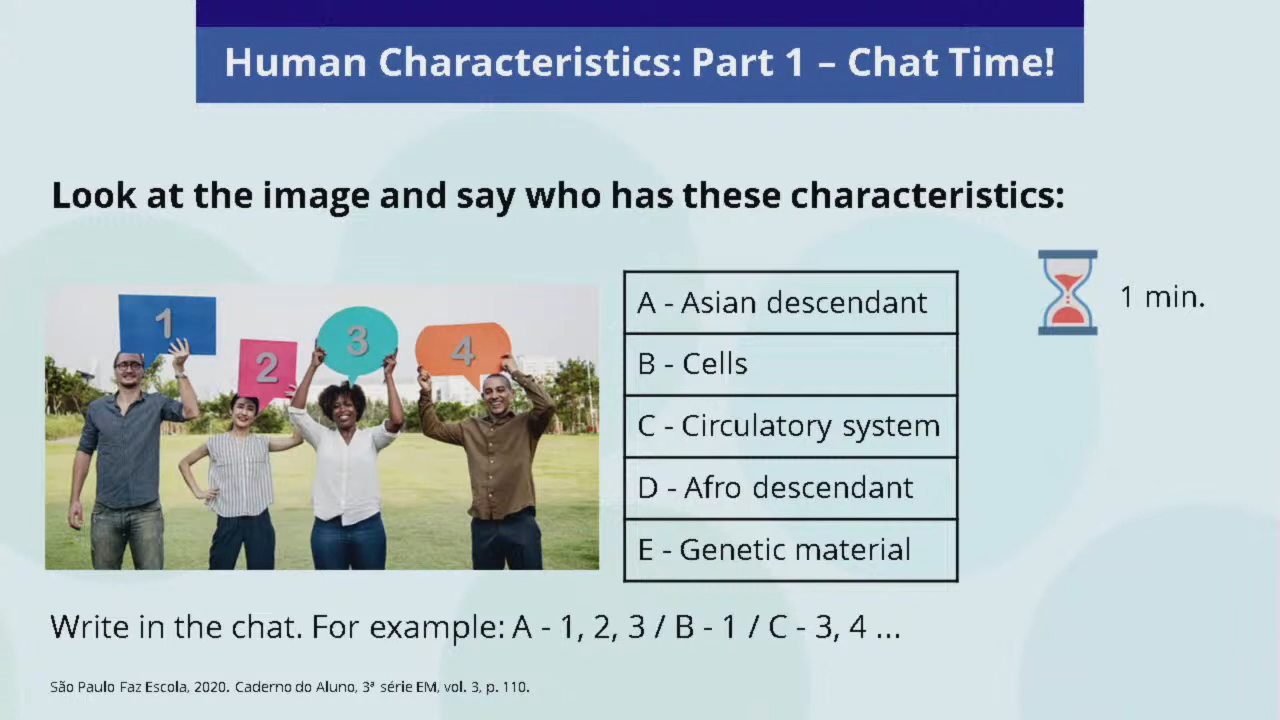 Human Characteristics: Part 1 – Chat Time!
Look at the image and say who has these characteristics:
1
2
3
4
A - Asian descendant
B - Cells
C - Circulatory system
D - Afro descendant
E - Genetic material
1 min.
Write in the chat. For example: A - 1, 2, 3 / B - 1 / C - 3, 4 ...
São Paulo Faz Escola, 2020. Caderno do Aluno, 3ª série EM, vol. 3, p. 110.